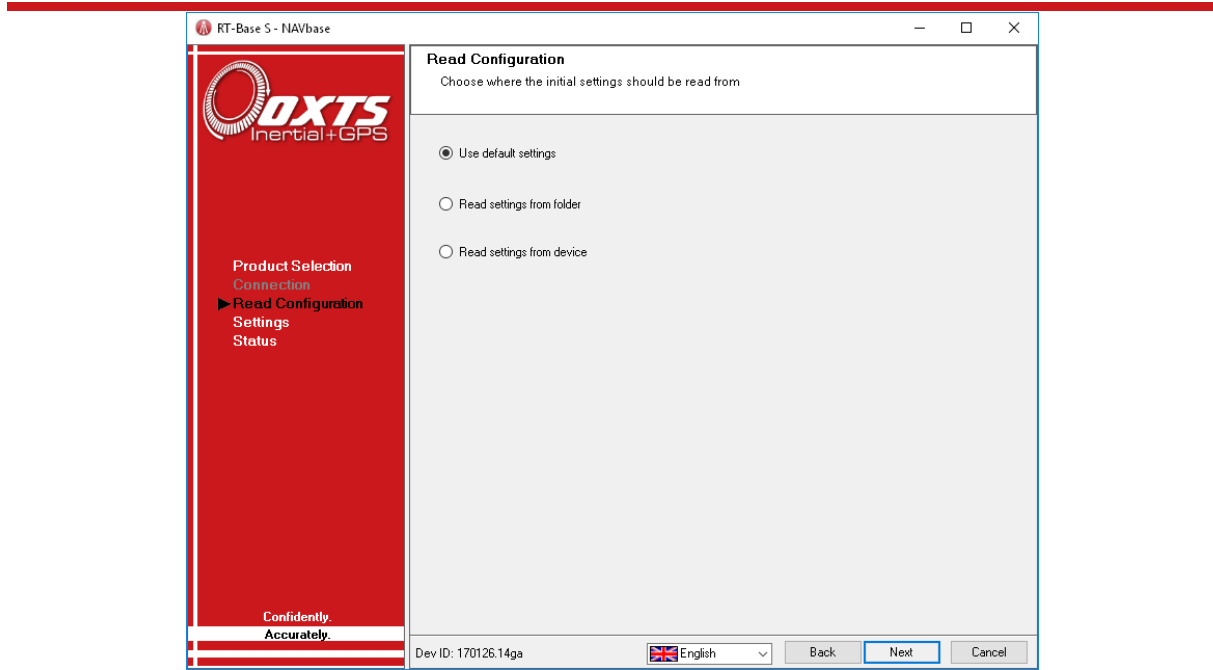 RT-Base S - NAVbase
OXTS
Inertial+GPS
Product Selection
Connection
Read Configuration
Settings
Status
Confidently.
Accurately.
Read Configuration
Choose where the initial settings should be read from
Use default settings
Read settings from folder
Read settings from device
Dev ID: 170126.14ga
English
Back
Next
Cancel